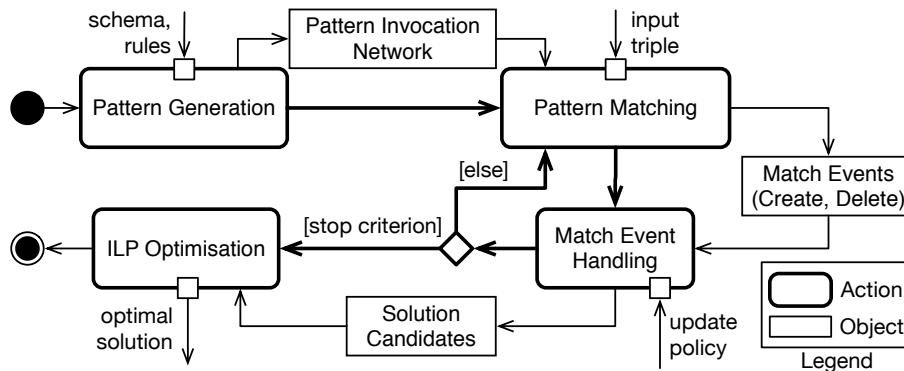 schema,
rules
Pattern Invocation
Network
input
triple
Pattern Generation
Pattern Matching
[else]
Match Events
(Create, Delete)
[stop criterion]
ILP Optimisation
Match Event
Handling
optimal
solution
Solution
Candidates
update
policy
Action
Object
Legend